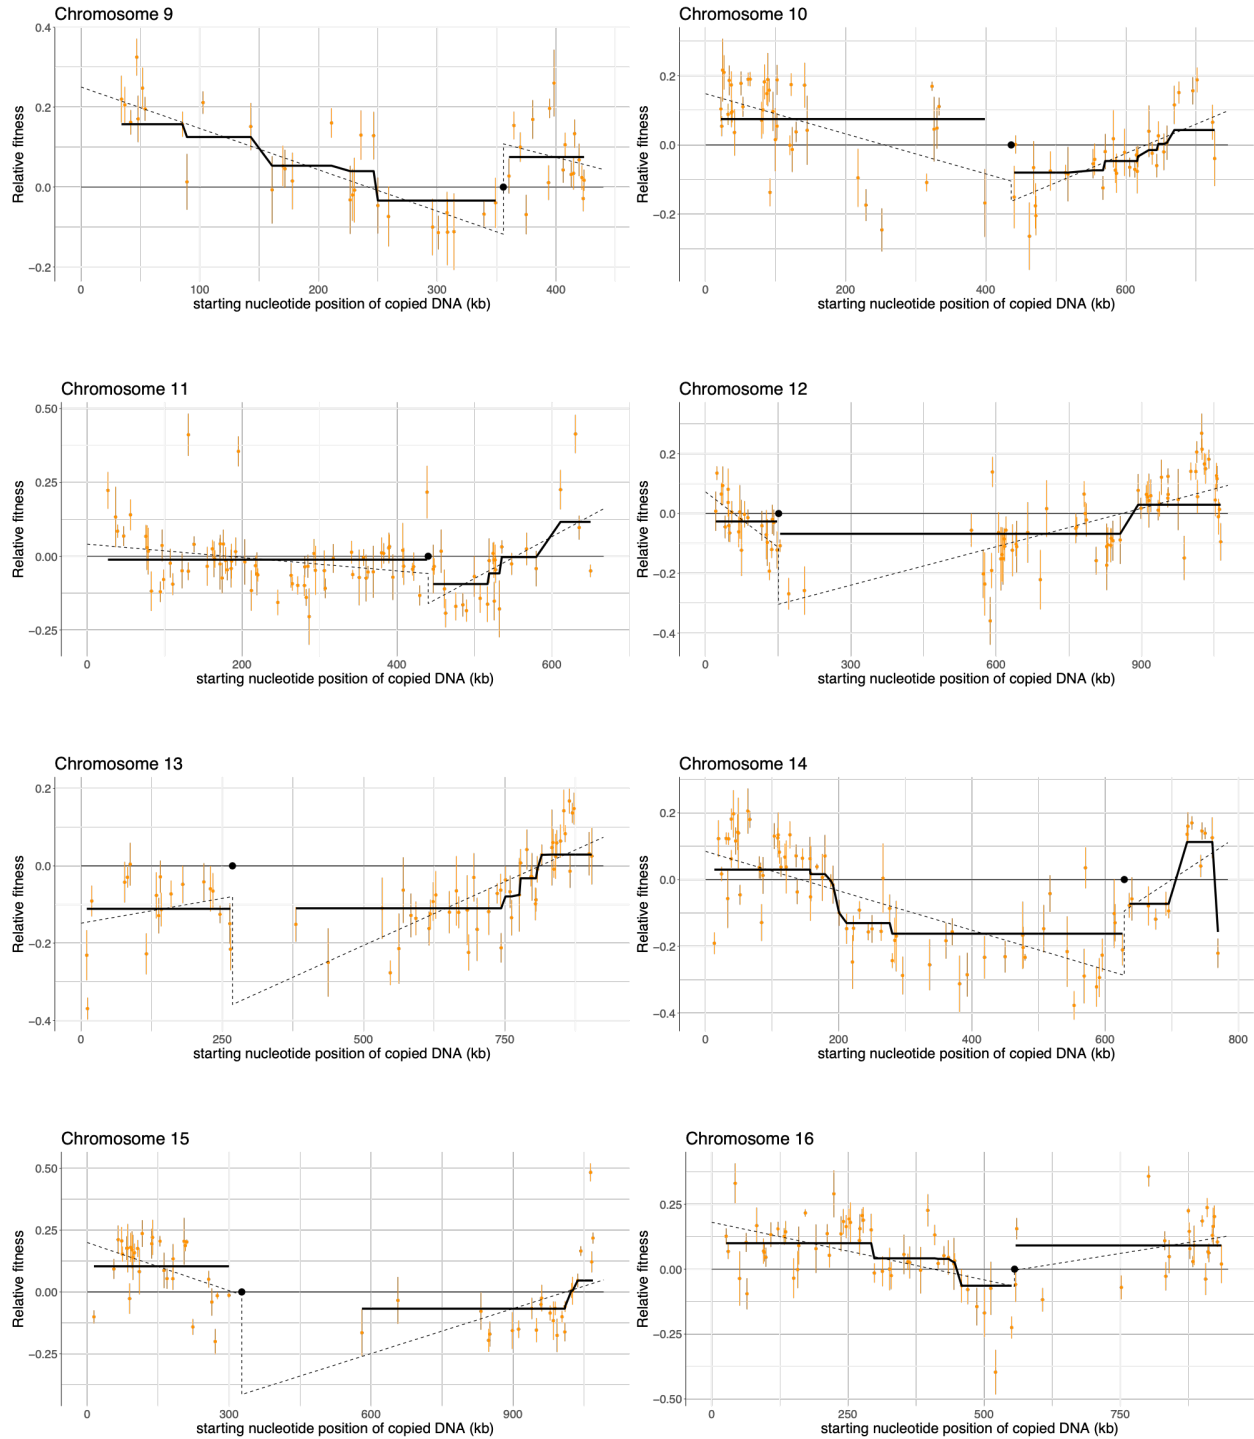 Chromosome 9
Relative fitness
0.4
0.2
0.0
−0.2
0
100
200
300
400
starting nucleotide position of copied DNA (kb)
Chromosome 10
Relative fitness
0.2
0.0
−0.2
0
200
400
600
starting nucleotide position of copied DNA (kb)
Chromosome 11
Relative fitness
0.50
0.25
0.00
−0.25
0
200
400
600
starting nucleotide position of copied DNA (kb)
Chromosome 12
Relative fitness
0.2
0.0
−0.2
−0.4
0
300
600
900
starting nucleotide position of copied DNA (kb)
Chromosome 13
Relative fitness
0.2
0.0
−0.2
−0.4
0
250
500
750
starting nucleotide position of copied DNA (kb)
Chromosome 14
Relative fitness
0.2
0.0
−0.2
−0.4
0
200
400
600
800
starting nucleotide position of copied DNA (kb)
Chromosome 15
Relative fitness
0.50
0.25
0.00
−0.25
0
300
600
900
starting nucleotide position of copied DNA (kb)
Chromosome 16
Relative fitness
0.25
0.00
−0.25
−0.50
0
250
500
750
starting nucleotide position of copied DNA (kb)